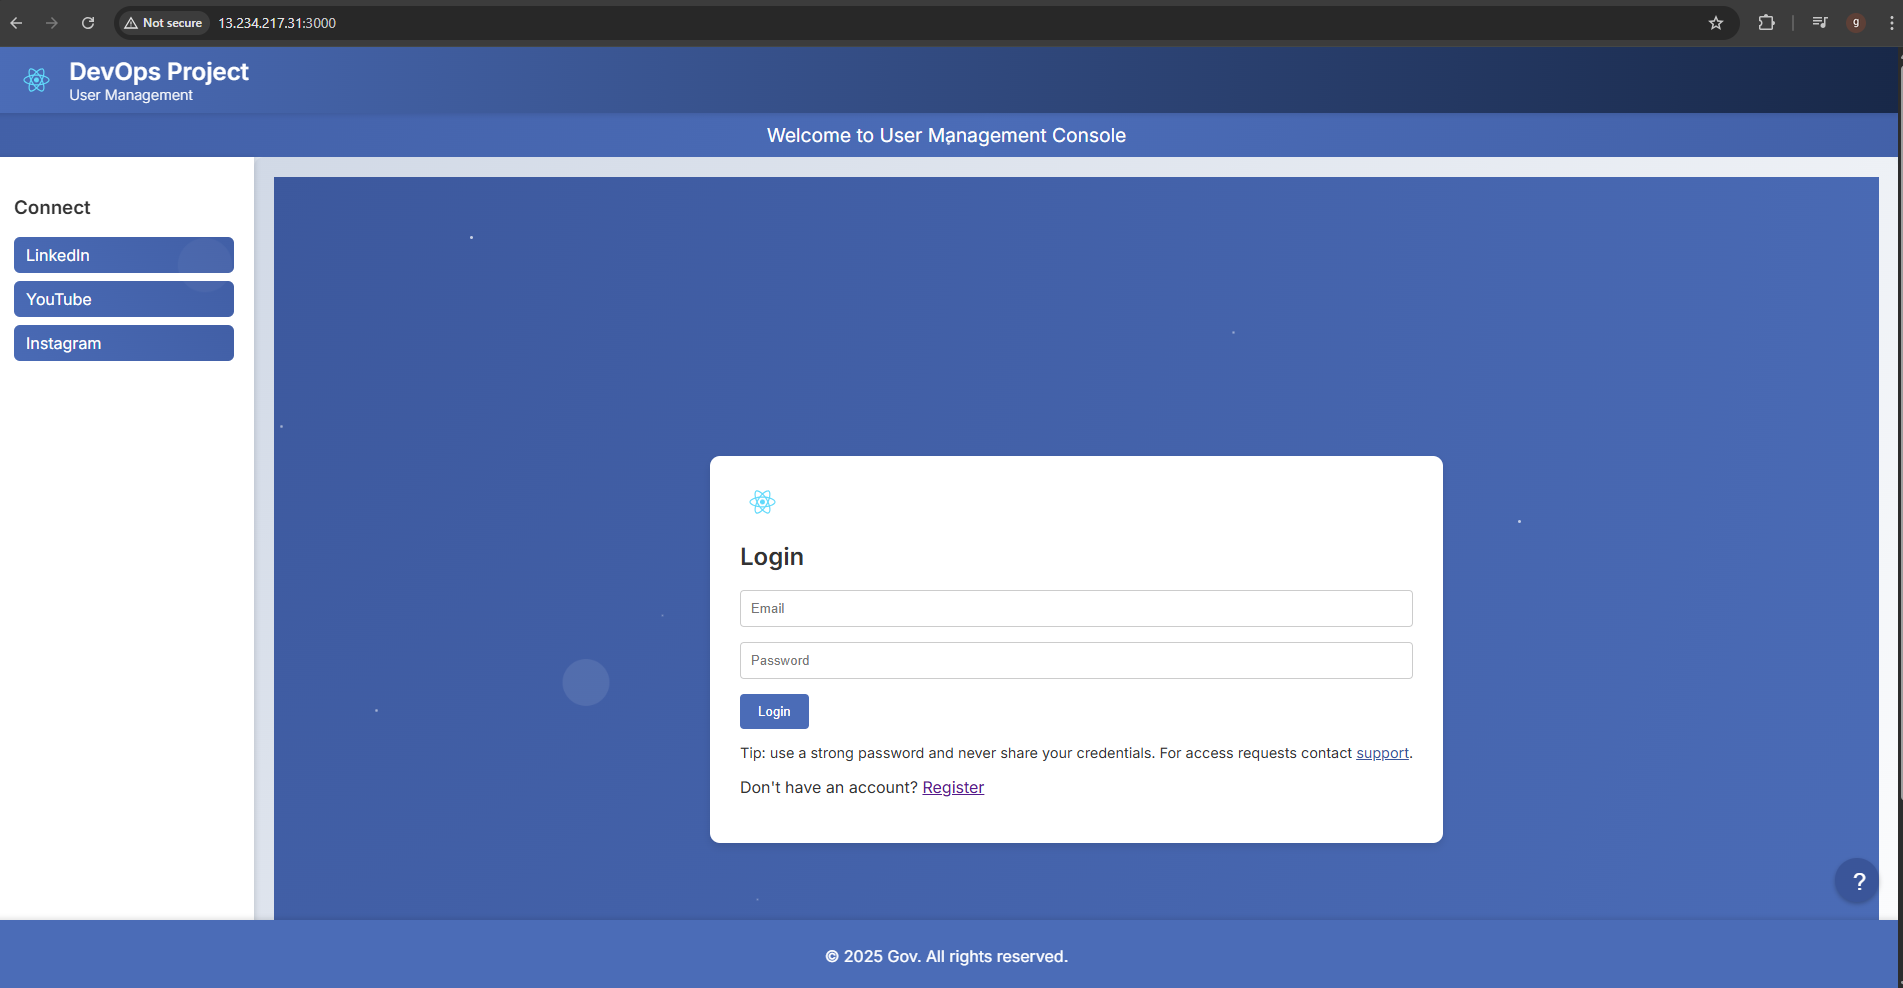 Not secure 13.234.217.31:3000
g
DevOps Project
User Management
Welcome to User Management Console
Connect
LinkedIn
YouTube
Instagram
Login
Email
Password
Login
Tip: use a strong password and never share your credentials. For access requests contact support.
Don't have an account? Register
?
© 2025 Gov. All rights reserved.